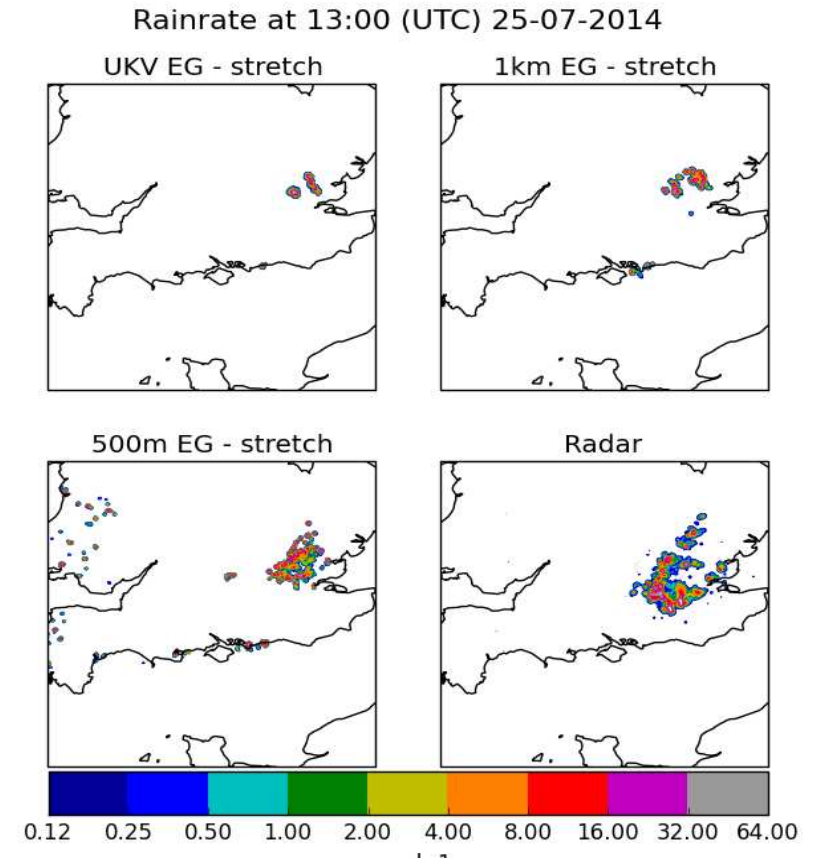 Rainrate at 13:00 (UTC) 25-07-2014
UKV EG - stretch
1km EG - stretch
500m EG - stretch
Radar
0.12 0.25 0.50 1.00 2.00 4.00 8.00 16.00 32.00 64.00